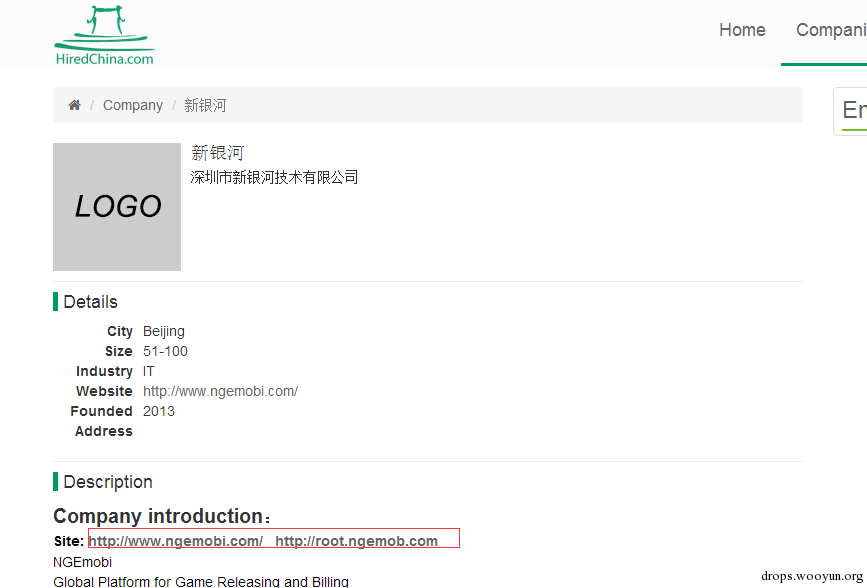 Home Compani
HiredChina.com
Company / 新银河
En
新银河
深圳市新银河技术有限公司
LOGO
Details
City Beijing
Size 51-100
Industry IT
Website http://www.ngemobi.com/
Founded 2013
Address
Description
Company introduction：
Site: http://www.ngemobi.com/ http://root.ngemob.com
NGEmobi
Global Platform for Game Releasing and Billing
drops.wooyun.org